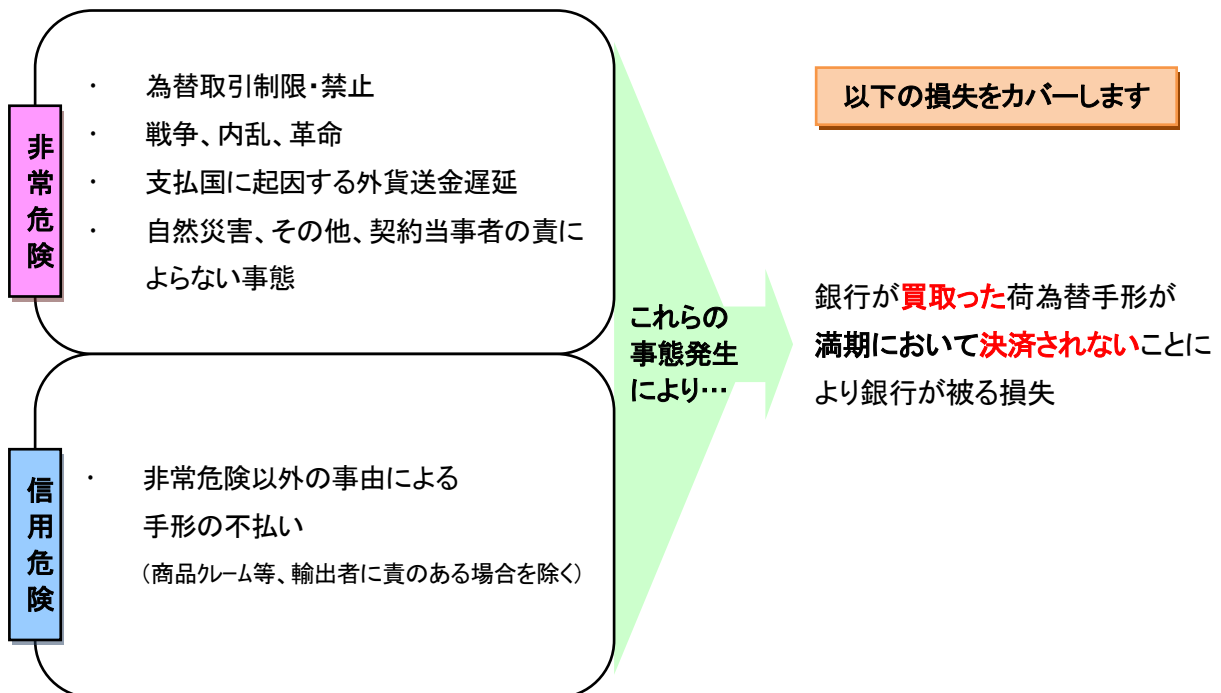 非常危険
・ 為替取引制限・禁止
・ 戦争、内乱、革命
・ 支払国に起因する外貨送金遅延
・ 自然災害、その他、契約当事者の責に
よらない事態
信用危険
・ 非常危険以外の事由による
手形の不払い
（商品クレーム等、輸出者に責のある場合を除く）
これらの
事態発生
により…
以下の損失をカバーします
銀行が買取った荷為替手形が
満期において決済されないことに
より銀行が被る損失